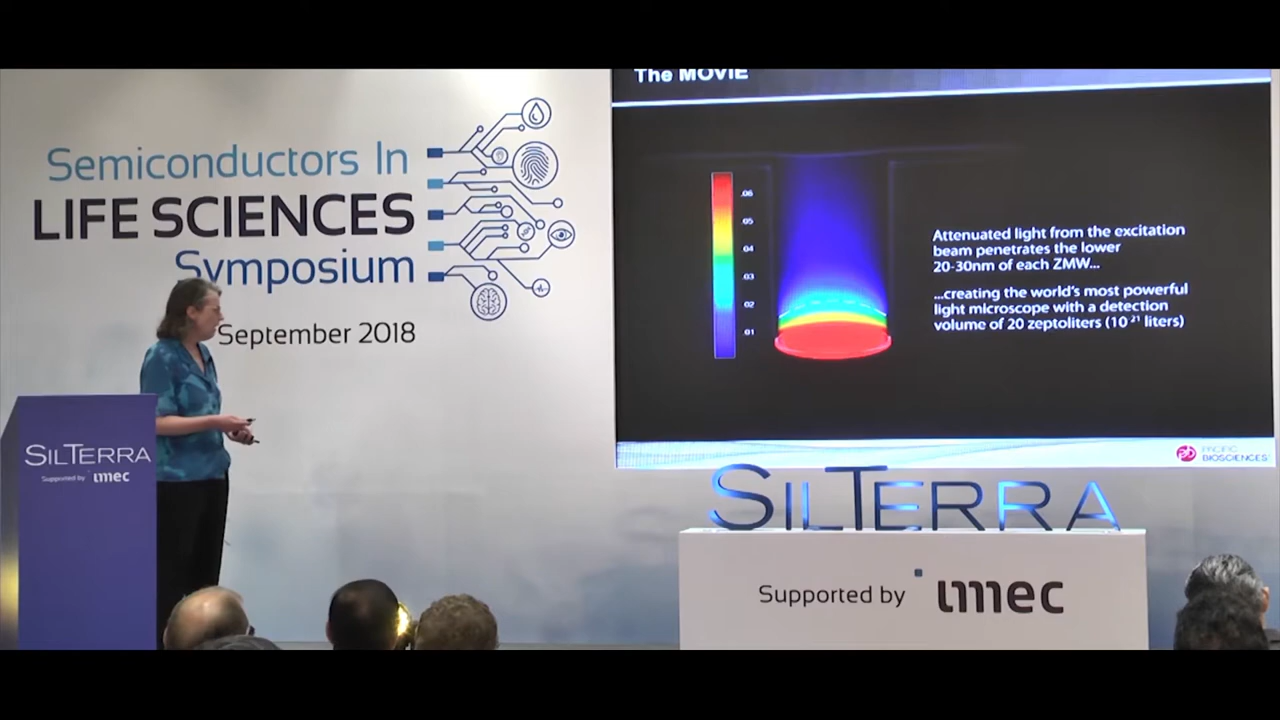 Semiconductors In
LIFE SCIENCES
Symposium
September 2018
SILTERRA
Supported by imec
The MOVIE
.06
.05
.04
.03
.02
.01
Attenuated light from the excitation
beam penetrates the lower
20-30nm of each ZMW...
...creating the world's most powerful
light microscope with a detection
volume of 20 zeptoliters (10 21 liters)
PACIFIC
BIOSCIENCES
SILTERRA
Supported by imec